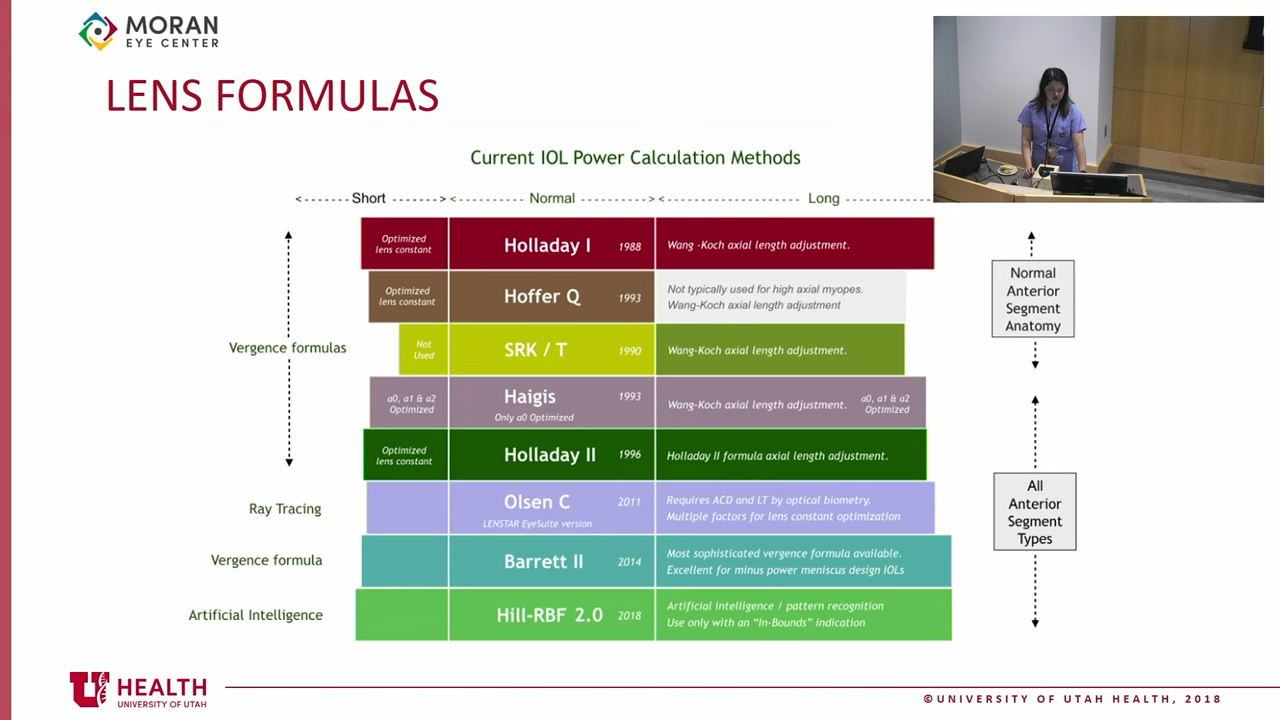 MORAN
EYE CENTER
LENS FORMULAS
Current IOL Power Calculation Methods
Short
Normal
Long
Vergence formulas
Optimized
lens constant
Holladay I 1988
Wang -Koch axial length adjustment.
Optimized
lens constant
Hoffer Q 1993
Not typically used for high axial myopes.
Wang-Koch axial length adjustment
Not
Used
SRK / T 1990
Wang-Koch axial length adjustment.
a0, a1 & a2
Optimized
Haigis 1993
Only a0 Optimized
Wang-Koch axial length adjustment.
a0, a1 & a2
Optimized
Optimized
lens constant
Holladay II 1996
Holladay II formula axial length adjustment.
Ray Tracing
Olsen C 2011
LENSTAR EyeSuite version
Requires ACD and LT by optical biometry.
Multiple factors for lens constant optimization
Vergence formula
Barrett II 2014
Most sophisticated vergence formula available.
Excellent for minus power meniscus design IOLs
Artificial Intelligence
Hill-RBF 2.0 2018
Artificial intelligence / pattern recognition
Use only with an "In-Bounds" indication
Normal
Anterior
Segment
Anatomy
All
Anterior
Segment
Types
U HEALTH
UNIVERSITY OF UTAH
©UNIVERSITY OF UTAH HEALTH, 2018